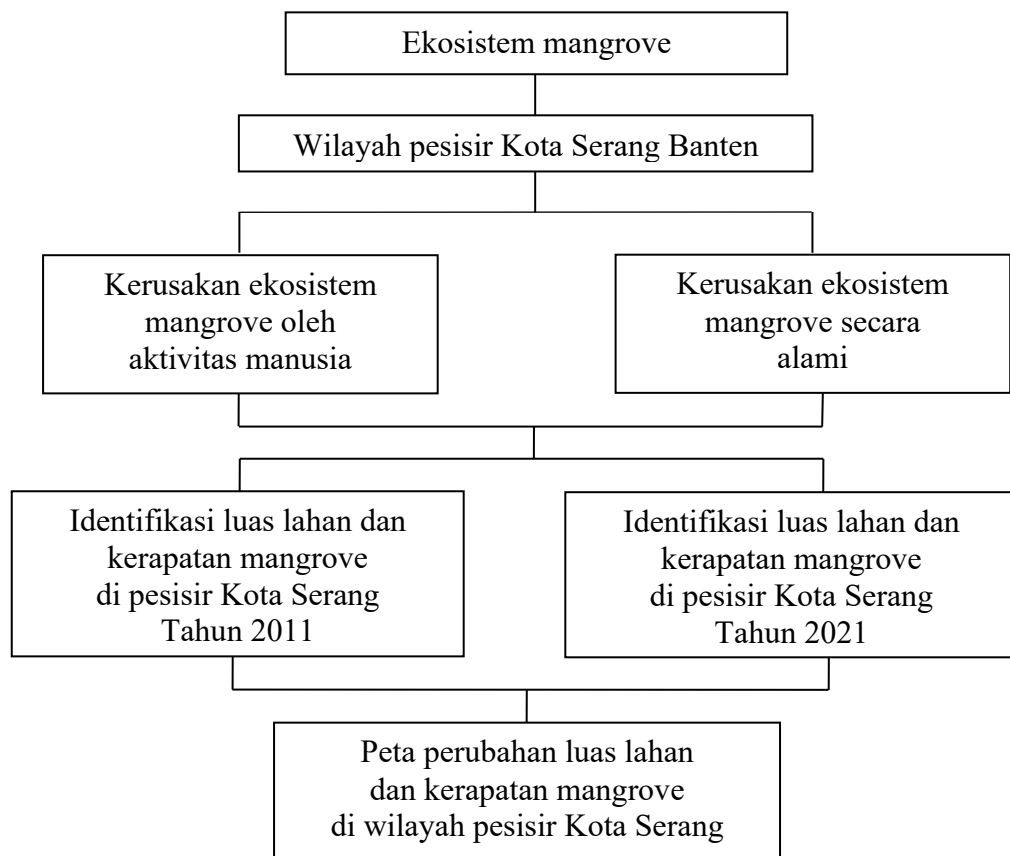 Ekosistem mangrove
Wilayah pesisir Kota Serang Banten
Kerusakan ekosistem
mangrove oleh
aktivitas manusia
Kerusakan ekosistem
mangrove secara
alami
Identifikasi luas lahan dan
kerapatan mangrove
di pesisir Kota Serang
Tahun 2011
Identifikasi luas lahan dan
kerapatan mangrove
di pesisir Kota Serang
Tahun 2021
Peta perubahan luas lahan
dan kerapatan mangrove
di wilayah pesisir Kota Serang